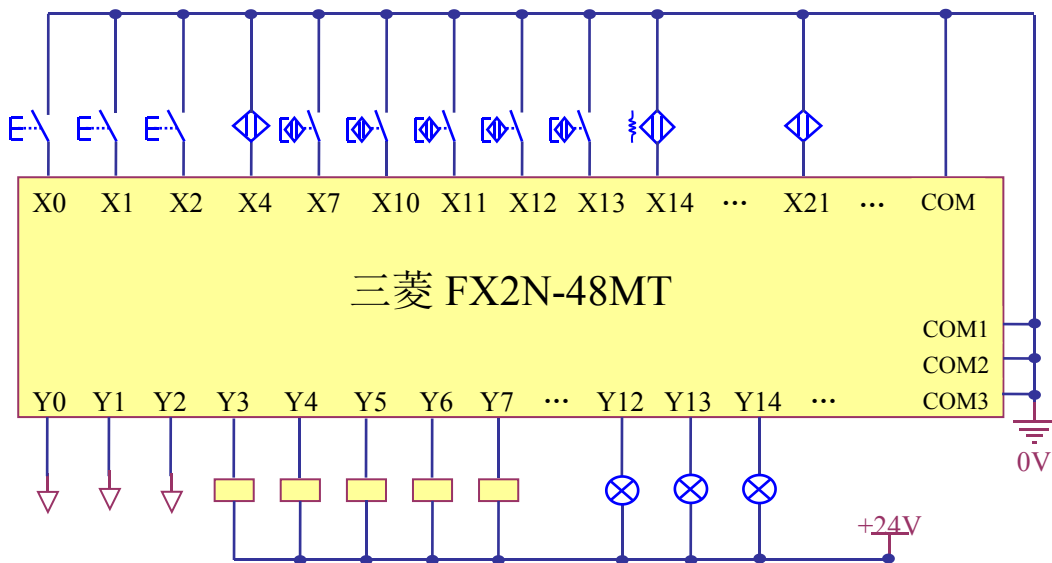 X0 X1 X2 X4 X7 X10 X11 X12 X13 X14 ··· X21 ··· COM
三菱 FX2N-48MT
COM1
COM2
Y0 Y1 Y2 Y3 Y4 Y5 Y6 Y7 ··· Y12 Y13 Y14 ··· COM3
0V
+24V